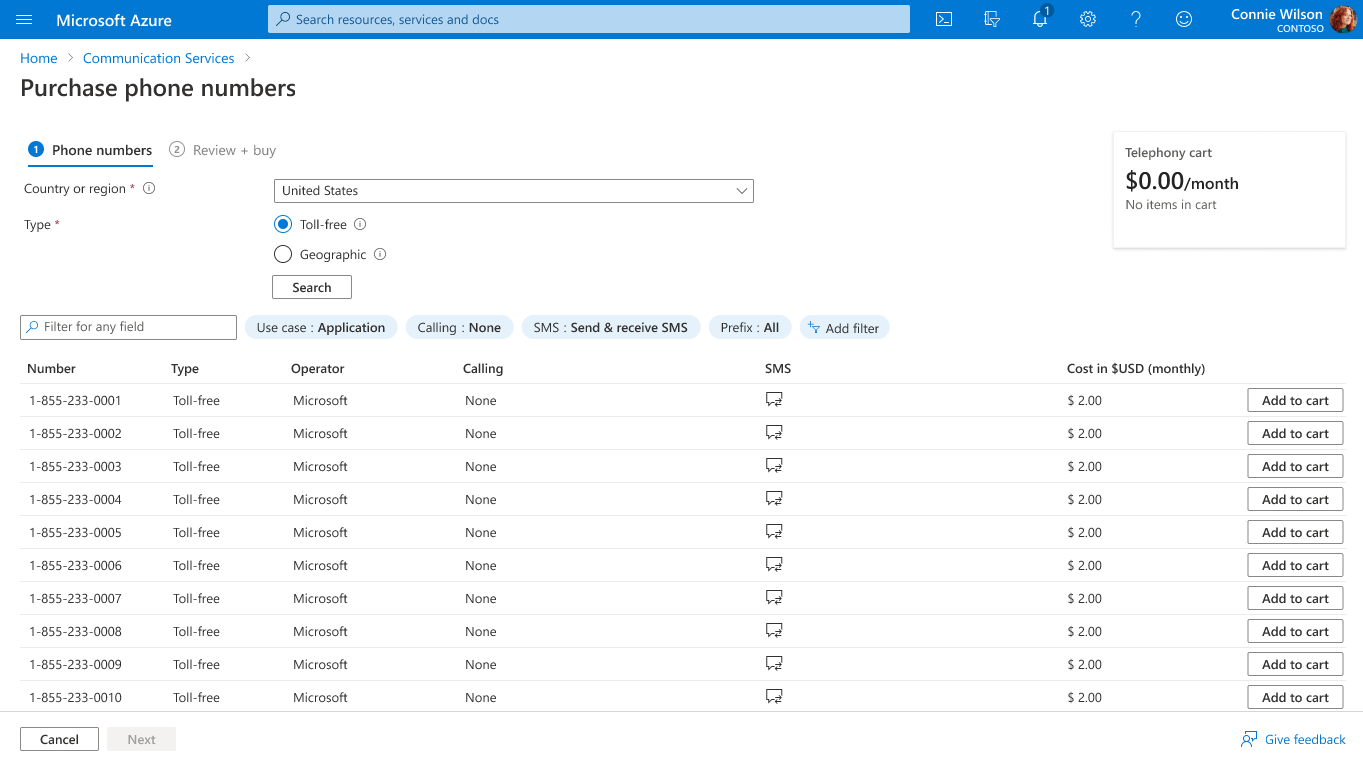 Microsoft Azure
Search resources, services and docs
1
Connie Wilson
CONTOSO
Home > Communication Services >
Purchase phone numbers
1 Phone numbers 2 Review + buy
Telephony cart
$0.00/month
No items in cart
Country or region *
United States
Type *
Toll-free
Geographic
Search
Filter for any field
Use case : Application
Calling : None
SMS : Send & receive SMS
Prefix : All
Add filter
Number Type Operator Calling SMS Cost in $USD (monthly)
1-855-233-0001 Toll-free Microsoft None $ 2.00 Add to cart
1-855-233-0002 Toll-free Microsoft None $ 2.00 Add to cart
1-855-233-0003 Toll-free Microsoft None $ 2.00 Add to cart
1-855-233-0004 Toll-free Microsoft None $ 2.00 Add to cart
1-855-233-0005 Toll-free Microsoft None $ 2.00 Add to cart
1-855-233-0006 Toll-free Microsoft None $ 2.00 Add to cart
1-855-233-0007 Toll-free Microsoft None $ 2.00 Add to cart
1-855-233-0008 Toll-free Microsoft None $ 2.00 Add to cart
1-855-233-0009 Toll-free Microsoft None $ 2.00 Add to cart
1-855-233-0010 Toll-free Microsoft None $ 2.00 Add to cart
Cancel
Next
Give feedback